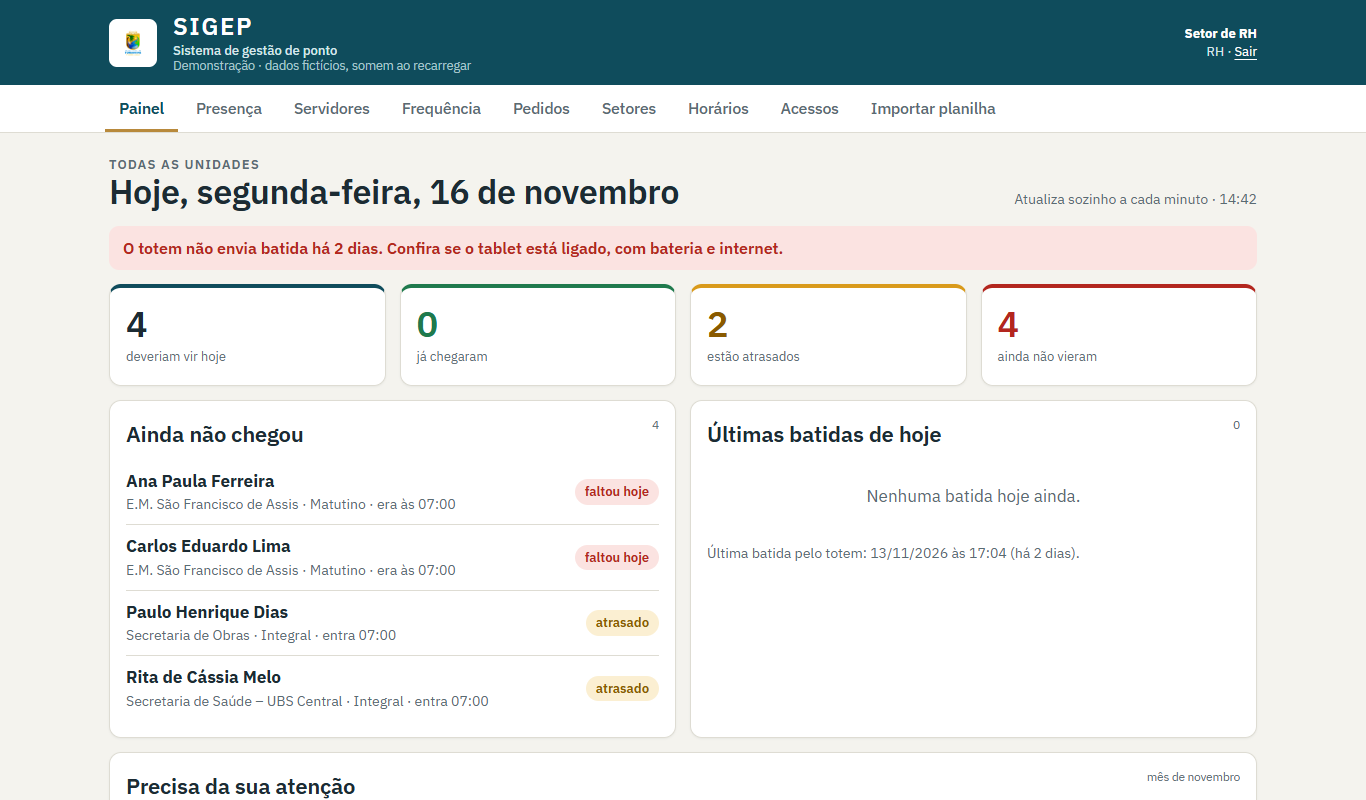 SIGEP
Sistema de gestão de ponto
Demonstração · dados fictícios, somem ao recarregar
Setor de RH
RH · Sair
Painel
Presença
Servidores
Frequência
Pedidos
Setores
Horários
Acessos
Importar planilha
TODAS AS UNIDADES
Hoje, segunda-feira, 16 de novembro
Atualiza sozinho a cada minuto · 14:42
O totem não envia batida há 2 dias. Confira se o tablet está ligado, com bateria e internet.
4
deveriam vir hoje
0
já chegaram
2
estão atrasados
4
ainda não vieram
Ainda não chegou
4
Ana Paula Ferreira
E.M. São Francisco de Assis · Matutino · era às 07:00
faltou hoje
Carlos Eduardo Lima
E.M. São Francisco de Assis · Matutino · era às 07:00
faltou hoje
Paulo Henrique Dias
Secretaria de Obras · Integral · entra 07:00
atrasado
Rita de Cássia Melo
Secretaria de Saúde – UBS Central · Integral · entra 07:00
atrasado
Últimas batidas de hoje
0
Nenhuma batida hoje ainda.
Última batida pelo totem: 13/11/2026 às 17:04 (há 2 dias).
Precisa da sua atenção
mês de novembro